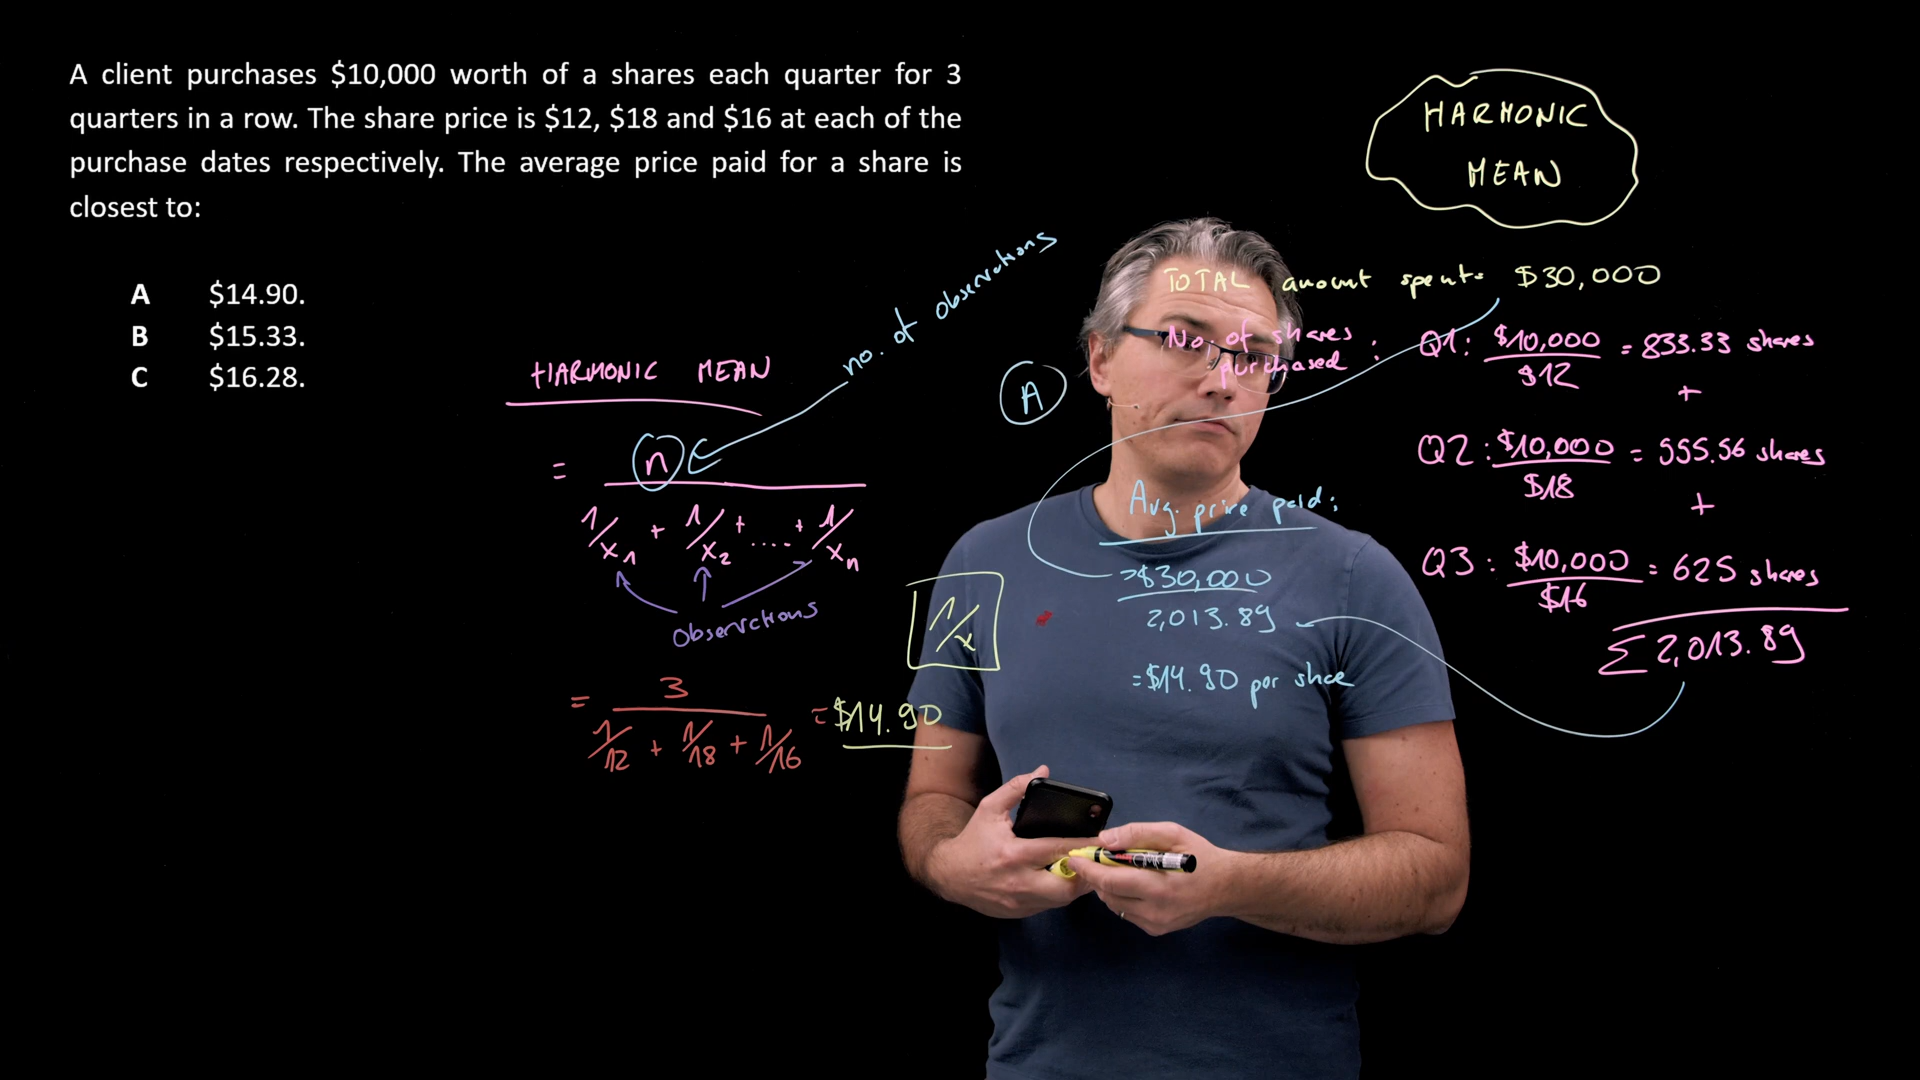 A client purchases $10,000 worth of a shares each quarter for 3
quarters in a row. The share price is $12, $18 and $16 at each of the
purchase dates respectively. The average price paid for a share is
closest to:
A $14.90.
B $15.33.
C $16.28.
HARMONIC MEAN
= n
1/x1 + 1/x2 + .... + 1/xn
no. of observations
Observations
= 3
1/12 + 1/18 + 1/16
= $14.90
1/x
A
HARMONIC
MEAN
TOTAL amount spent = $30,000
No. of shares
purchased :
Q1: $10,000 = 833.33 shares
$12
+
Q2: $10,000 = 555.56 shares
$18
+
Q3: $10,000 = 625 shares
$16
Σ 2,013.89
Avg. price paid:
$30,000
2,013.89
= $14.90 per share